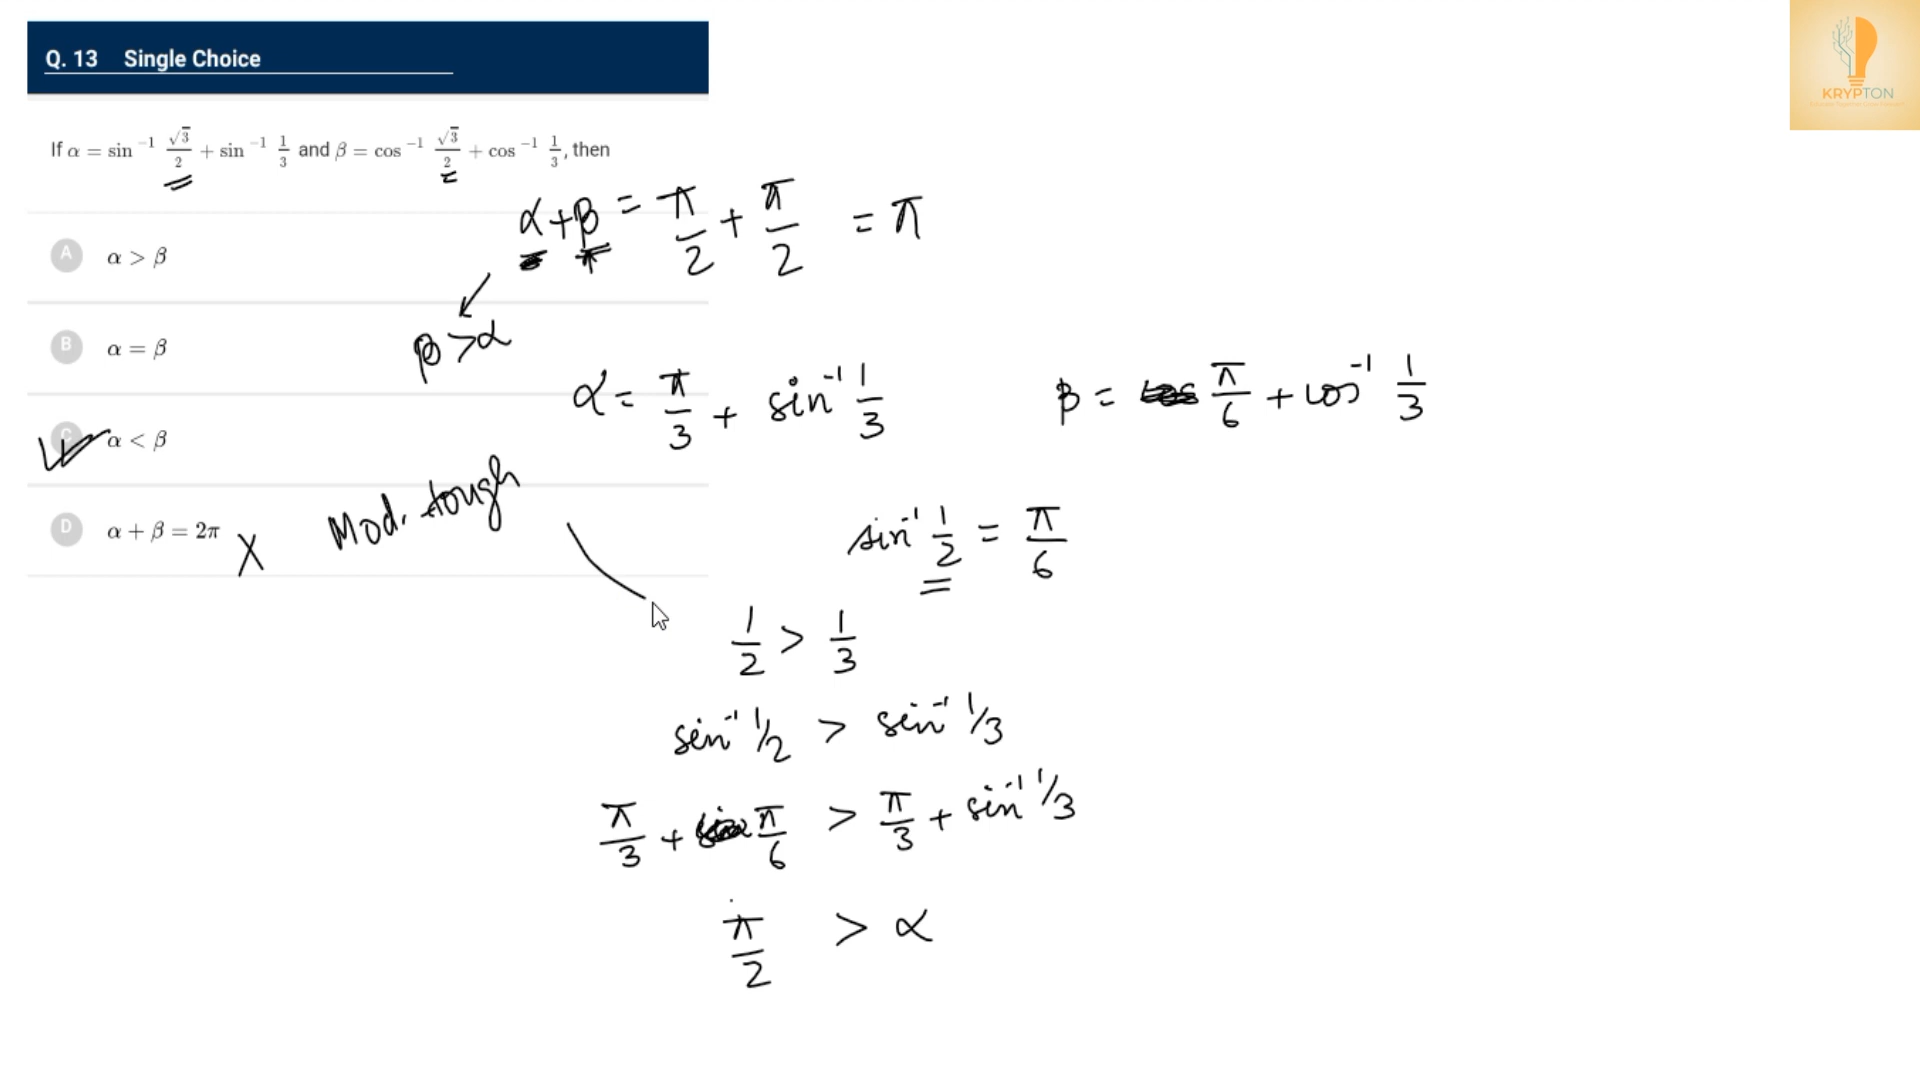 Q. 13 Single Choice
KRYPTON
If α = sin⁻¹ √3/2 + sin⁻¹ 1/3 and β = cos⁻¹ √3/2 + cos⁻¹ 1/3, then
α+β = π/2 + π/2 = π
A α > β
β>α
B α = β
α = π/3 + sin⁻¹ 1/3
β = π/6 + cos⁻¹ 1/3
C α < β
Mod. tough
D α + β = 2π X
sin⁻¹ 1/2 = π/6
1/2 > 1/3
sin⁻¹ 1/2 > sin⁻¹ 1/3
π/3 + π/6 > π/3 + sin⁻¹ 1/3
π/2 > α